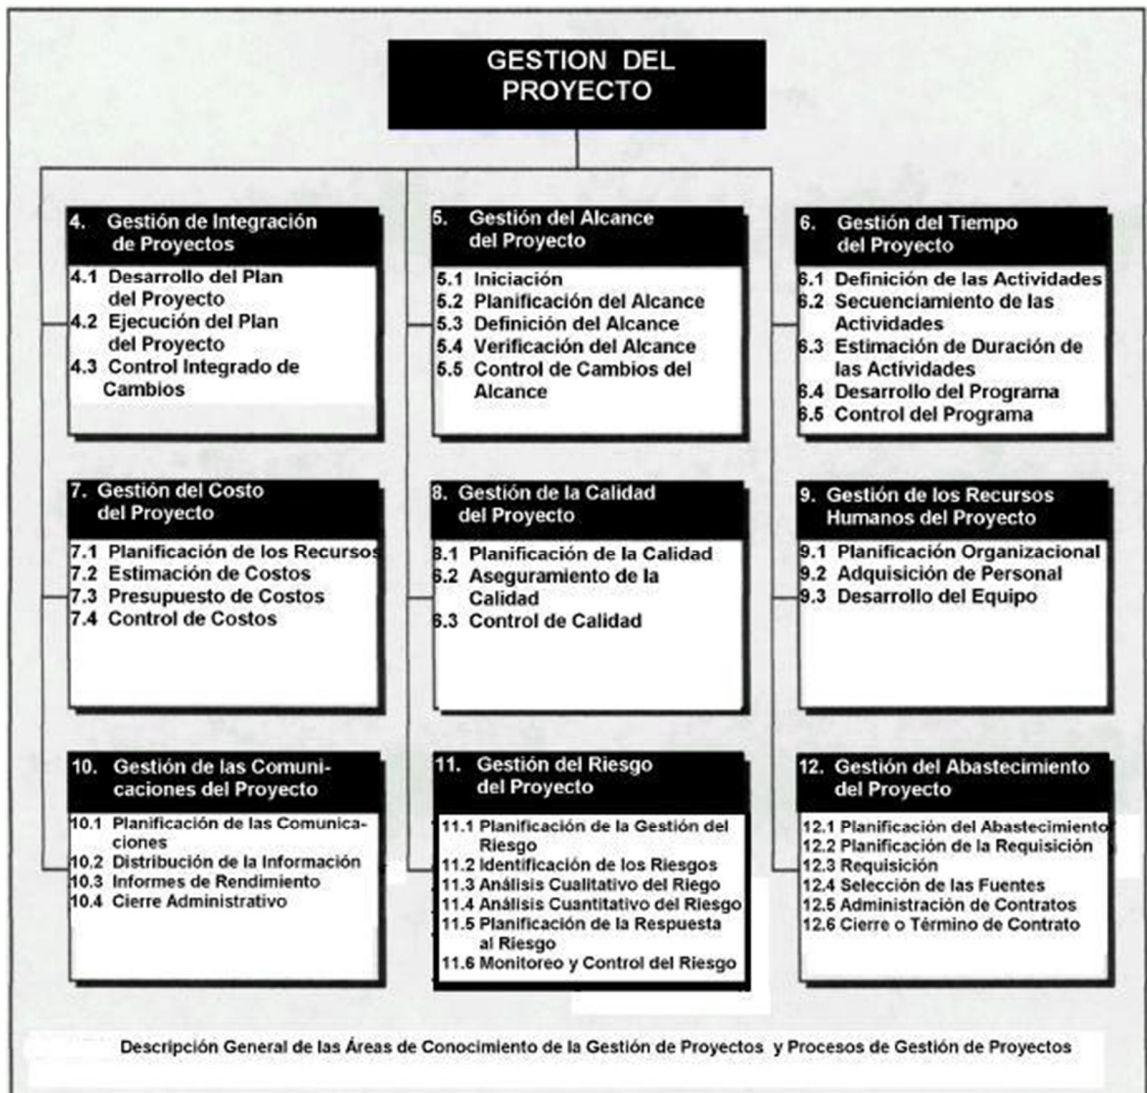 GESTION DEL
PROYECTO
4. Gestión de Integración
de Proyectos
4.1 Desarrollo del Plan
del Proyecto
4.2 Ejecución del Plan
del Proyecto
4.3 Control Integrado de
Cambios
5. Gestión del Alcance
del Proyecto
5.1 Iniciación
5.2 Planificación del Alcance
5.3 Definición del Alcance
5.4 Verificación del Alcance
5.5 Control de Cambios del
Alcance
6. Gestión del Tiempo
del Proyecto
6.1 Definición de las Actividades
6.2 Secuenciamiento de las
Actividades
6.3 Estimación de Duración de
las Actividades
6.4 Desarrollo del Programa
6.5 Control del Programa
7. Gestión del Costo
del Proyecto
7.1 Planificación de los Recursos
7.2 Estimación de Costos
7.3 Presupuesto de Costos
7.4 Control de Costos
8. Gestión de la Calidad
del Proyecto
8.1 Planificación de la Calidad
6.2 Aseguramiento de la
Calidad
6.3 Control de Calidad
9. Gestión de los Recursos
Humanos del Proyecto
9.1 Planificación Organizacional
9.2 Adquisición de Personal
9.3 Desarrollo del Equipo
10. Gestión de las Comuni-
caciones del Proyecto
10.1 Planificación de las Comunica-
ciones
10.2 Distribución de la Información
10.3 Informes de Rendimiento
10.4 Cierre Administrativo
11. Gestión del Riesgo
del Proyecto
11.1 Planificación de la Gestión del
Riesgo
11.2 Identificación de los Riesgos
11.3 Análisis Cualitativo del Riego
11.4 Análisis Cuantitativo del Riesgo
11.5 Planificación de la Respuesta
al Riesgo
11.6 Monitoreo y Control del Riesgo
12. Gestión del Abastecimiento
del Proyecto
12.1 Planificación del Abastecimiento
12.2 Planificación de la Requisición
12.3 Requisición
12.4 Selección de las Fuentes
12.5 Administración de Contratos
12.6 Cierre o Término de Contrato
Descripción General de las Áreas de Conocimiento de la Gestión de Proyectos y Procesos de Gestión de Proyectos